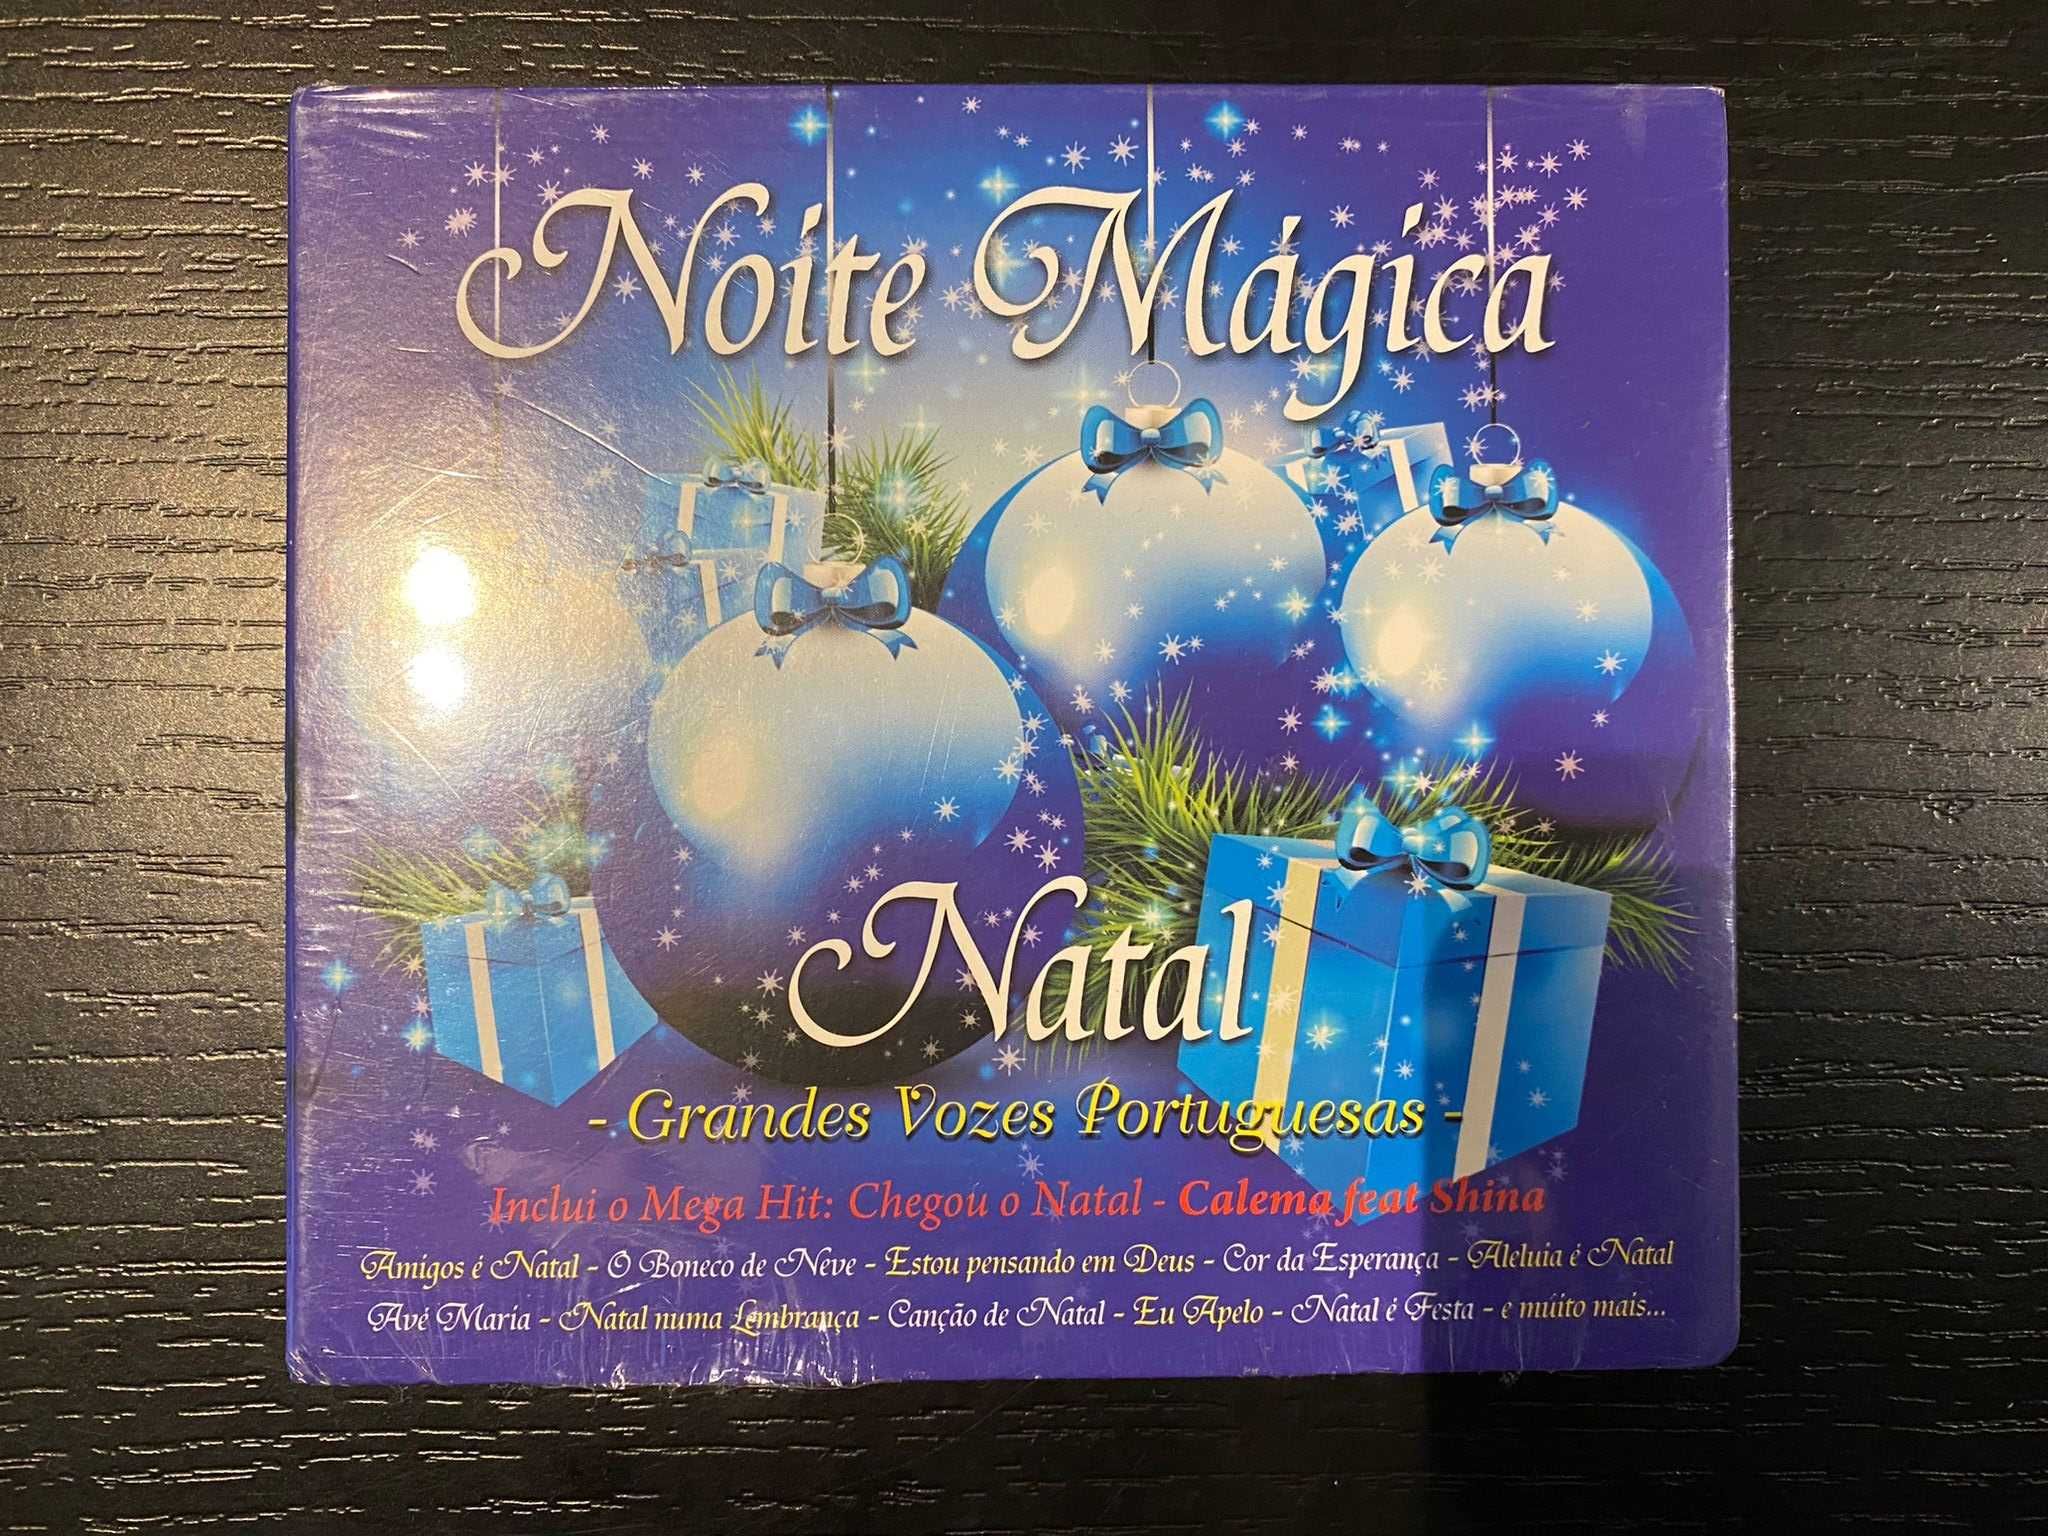 Noite Mágica
Natal
- Grandes Vozes Portuguesas -
Inclui o Mega Hit: Chegou o Natal - Calema feat Shina
Amigos é Natal - O Boneco de Neve - Estou pensando em Deus - Cor da Esperança - Aleluia é Natal
Avé Maria - Natal numa Lembrança - Canção de Natal - Eu Apelo - Natal é Festa - e múito mais...